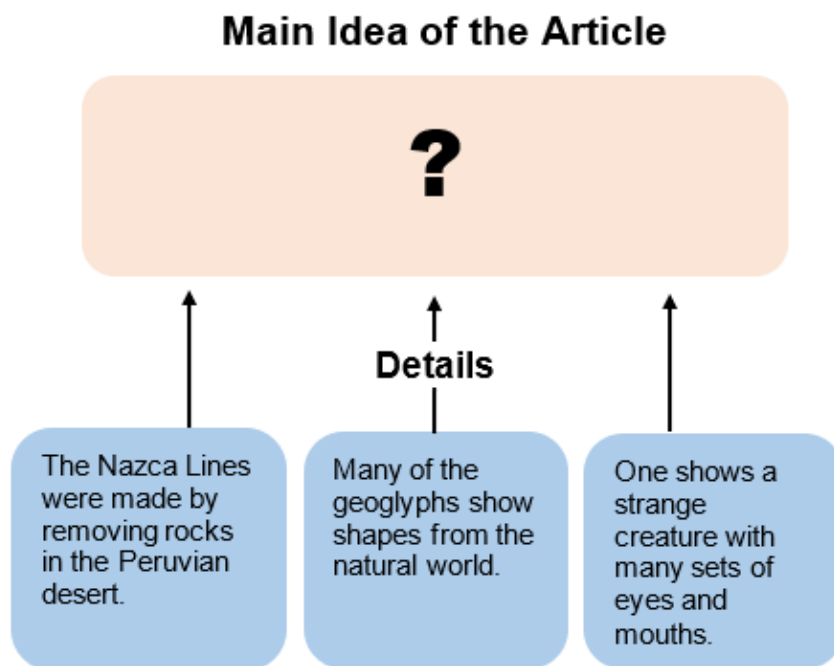 Main Idea of the Article
?
Details
The Nazca Lines
were made by
removing rocks
in the Peruvian
desert.
Many of the
geoglyphs show
shapes from the
natural world.
One shows a
strange
creature with
many sets of
eyes and
mouths.